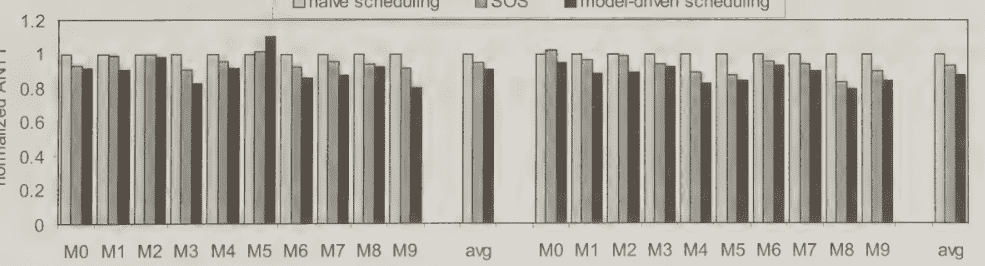 naive scheduling SOS model-driven scheduling
normalized ANTT
1.2
1
0.8
0.6
0.4
0.2
0
M0 M1 M2 M3 M4 M5 M6 M7 M8 M9 avg M0 M1 M2 M3 M4 M5 M6 M7 M8 M9 avg